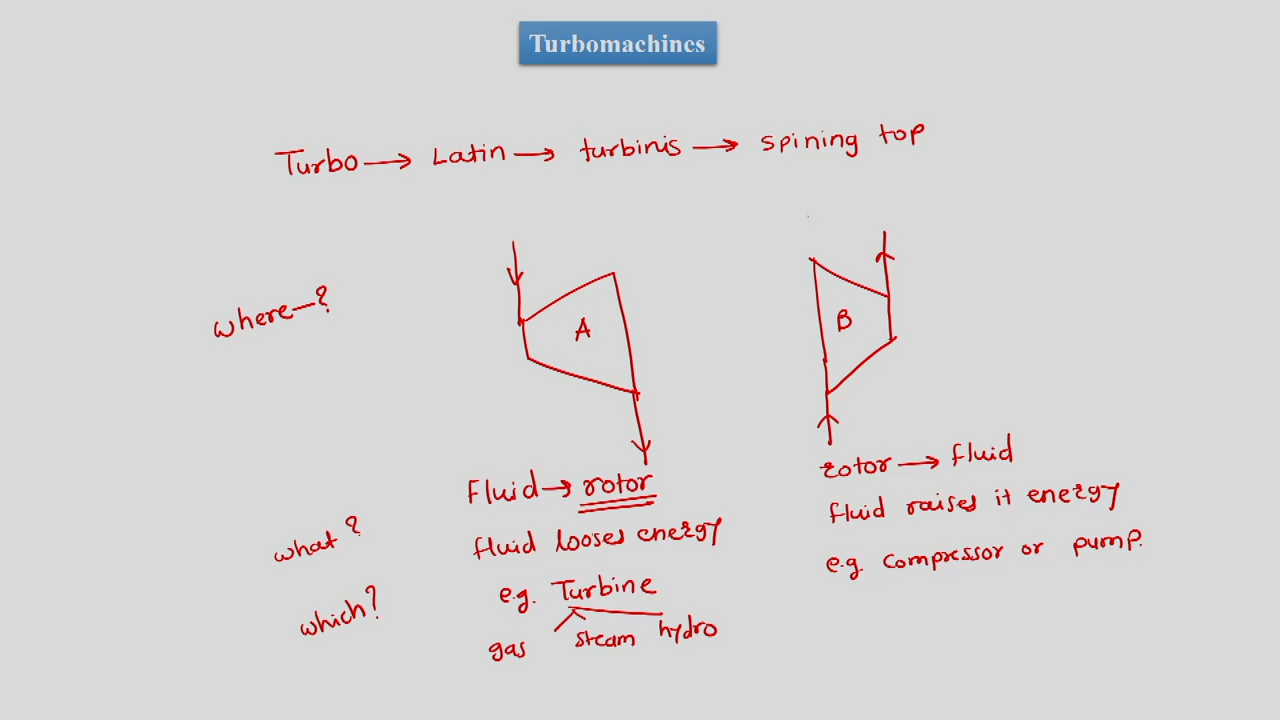 Turbomachines
Turbo → Latin → turbinis → spining top
where—?
A
B
Fluid → rotor
rotor → fluid
what?
fluid looses energy
fluid raises it energy
which?
e.g. Turbine
e.g. compressor or pump.
gas steam hydro